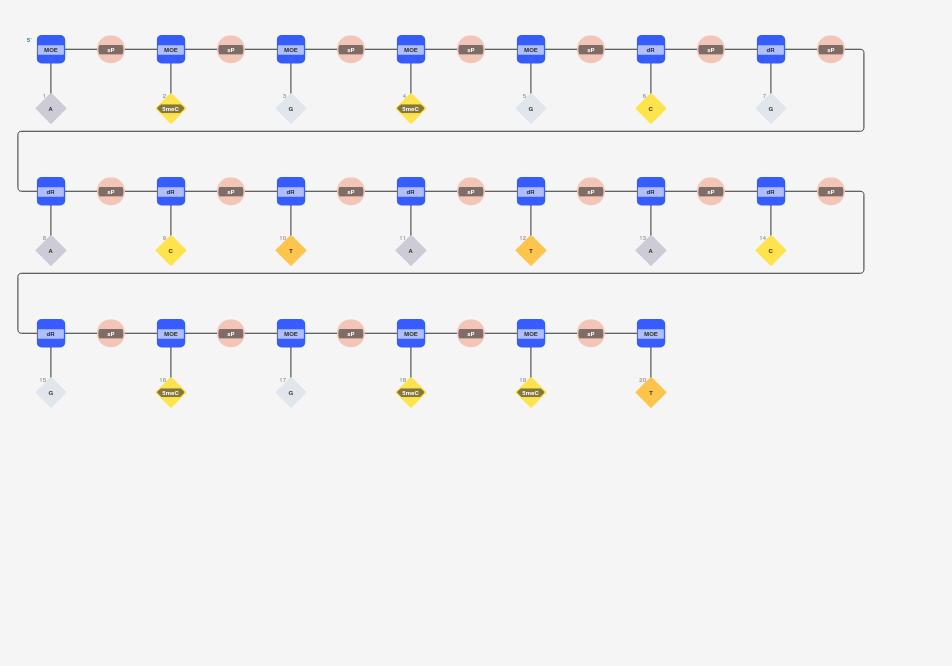 5'
MOE sP MOE sP MOE sP MOE sP MOE sP dR sP dR sP
1 2 3 4 5 6 7
A 5meC G 5meC G C G
dR sP dR sP dR sP dR sP dR sP dR sP dR sP
8 9 10 11 12 13 14
A C T A T A C
dR sP MOE sP MOE sP MOE sP MOE sP MOE
15 16 17 18 19 20
G 5meC G 5meC 5meC T